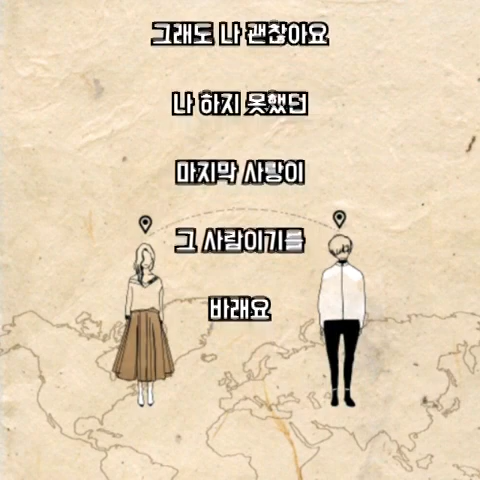 그래도 나 괜찮아요
나 하지 못했던
마지막 사랑이
그 사람이기를
바래요